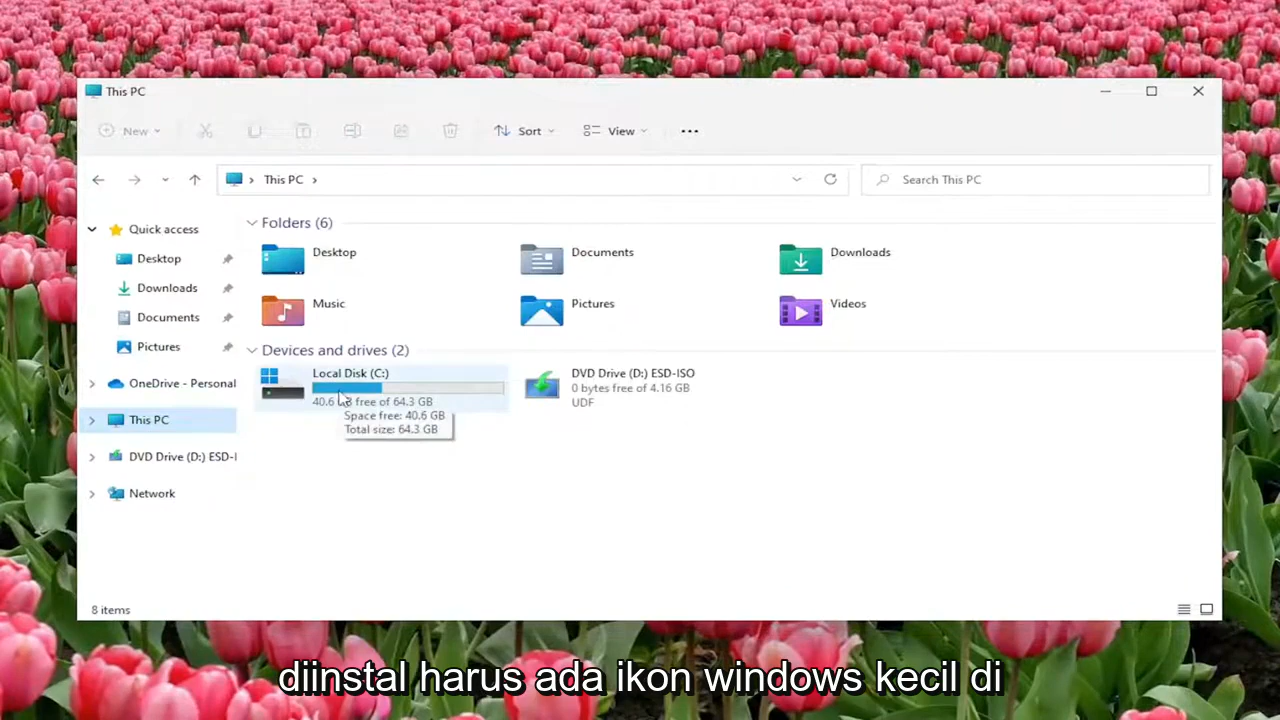 This PC
New
Sort
View
This PC
Search This PC
Quick access
Desktop
Downloads
Documents
Pictures
OneDrive - Personal
This PC
DVD Drive (D:) ESD-I
Network
Folders (6)
Desktop
Documents
Downloads
Music
Pictures
Videos
Devices and drives (2)
Local Disk (C:)
40.6 GB free of 64.3 GB
Space free: 40.6 GB
Total size: 64.3 GB
DVD Drive (D:) ESD-ISO
0 bytes free of 4.16 GB
UDF
8 items
diinstal harus ada ikon windows kecil di